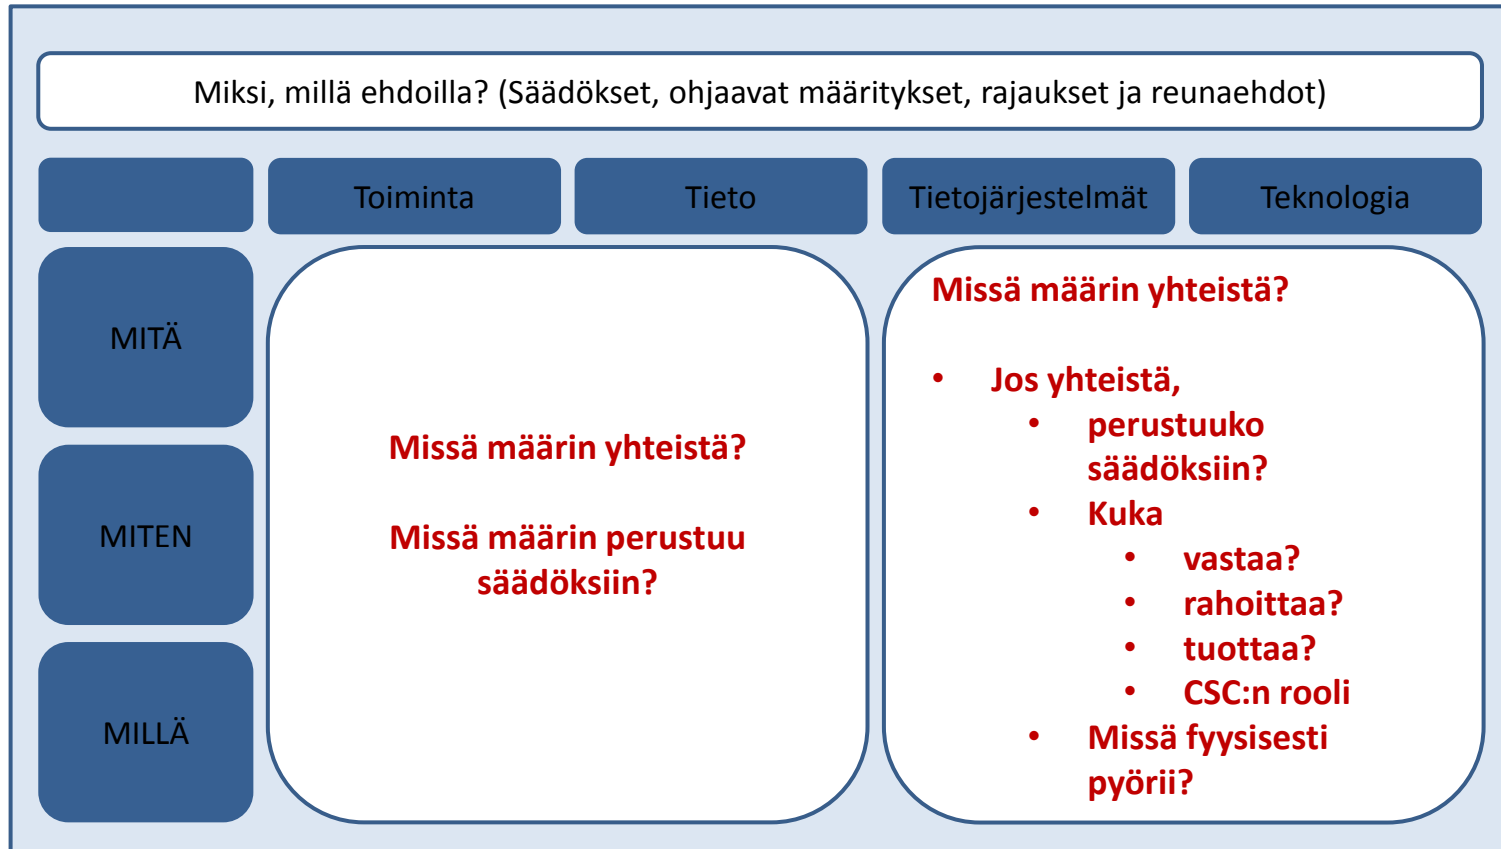 Miksi, millä ehdoilla? (Säädökset, ohjaavat määritykset, rajaukset ja reunaehdot)
Toiminta
Tieto
Tietojärjestelmät
Teknologia
MITÄ
MITEN
MILLÄ
Missä määrin yhteistä?
Missä määrin perustuu
säädöksiin?
Missä määrin yhteistä?
• Jos yhteistä,
• perustuuko
säädöksiin?
• Kuka
• vastaa?
• rahoittaa?
• tuottaa?
• CSC:n rooli
• Missä fyysisesti
pyörii?